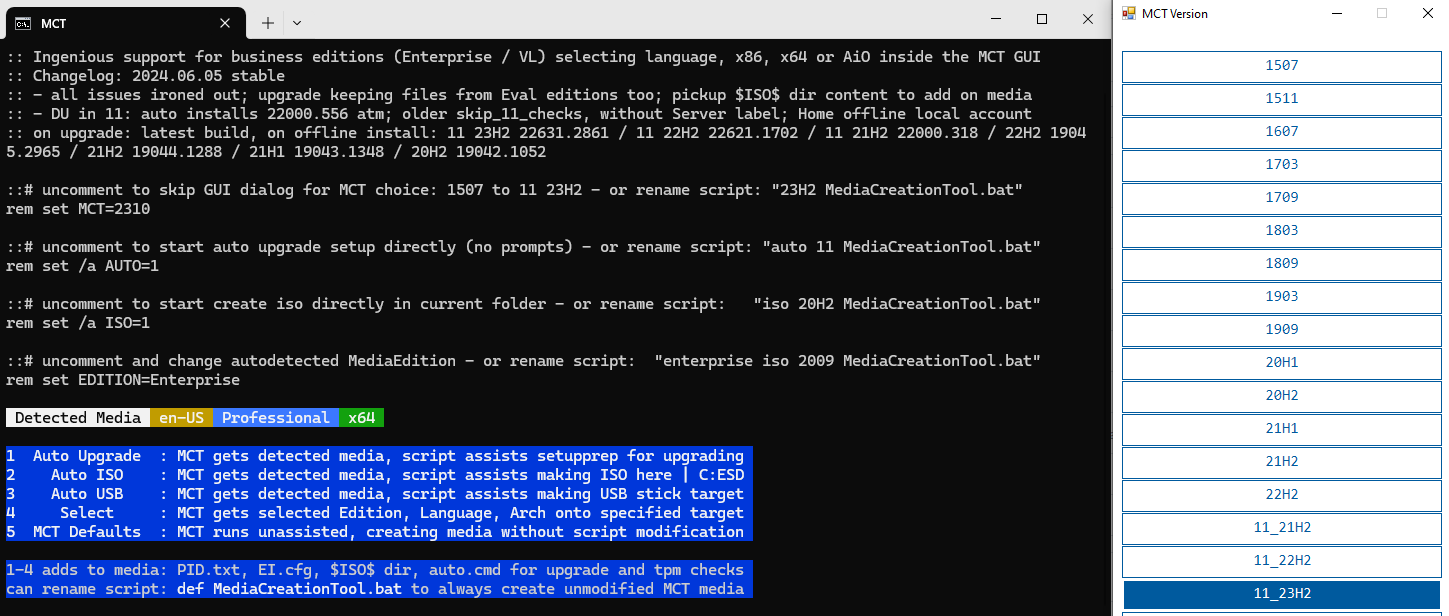 MCT
:: Ingenious support for business editions (Enterprise / VL) selecting language, x86, x64 or AiO inside the MCT GUI
:: Changelog: 2024.06.05 stable
:: - all issues ironed out; upgrade keeping files from Eval editions too; pickup $ISO$ dir content to add on media
:: - DU in 11: auto installs 22000.556 atm; older skip_11_checks, without Server label; Home offline local account
:: on upgrade: latest build, on offline install: 11 23H2 22631.2861 / 11 22H2 22621.1702 / 11 21H2 22000.318 / 22H2 1904
5.2965 / 21H2 19044.1288 / 21H1 19043.1348 / 20H2 19042.1052
::# uncomment to skip GUI dialog for MCT choice: 1507 to 11 23H2 - or rename script: "23H2 MediaCreationTool.bat"
rem set MCT=2310
::# uncomment to start auto upgrade setup directly (no prompts) - or rename script: "auto 11 MediaCreationTool.bat"
rem set /a AUTO=1
::# uncomment to start create iso directly in current folder - or rename script:   "iso 20H2 MediaCreationTool.bat"
rem set /a ISO=1
::# uncomment and change autodetected MediaEdition - or rename script:  "enterprise iso 2009 MediaCreationTool.bat"
rem set EDITION=Enterprise
Detected Media en-US Professional x64
1  Auto Upgrade  : MCT gets detected media, script assists setupprep for upgrading
2    Auto ISO    : MCT gets detected media, script assists making ISO here | C:ESD
3    Auto USB    : MCT gets detected media, script assists making USB stick target
4     Select     : MCT gets selected Edition, Language, Arch onto specified target
5  MCT Defaults  : MCT runs unassisted, creating media without script modification
1-4 adds to media: PID.txt, EI.cfg, $ISO$ dir, auto.cmd for upgrade and tpm checks
can rename script: def MediaCreationTool.bat to always create unmodified MCT media
MCT Version
1507
1511
1607
1703
1709
1803
1809
1903
1909
20H1
20H2
21H1
21H2
22H2
11_21H2
11_22H2
11_23H2